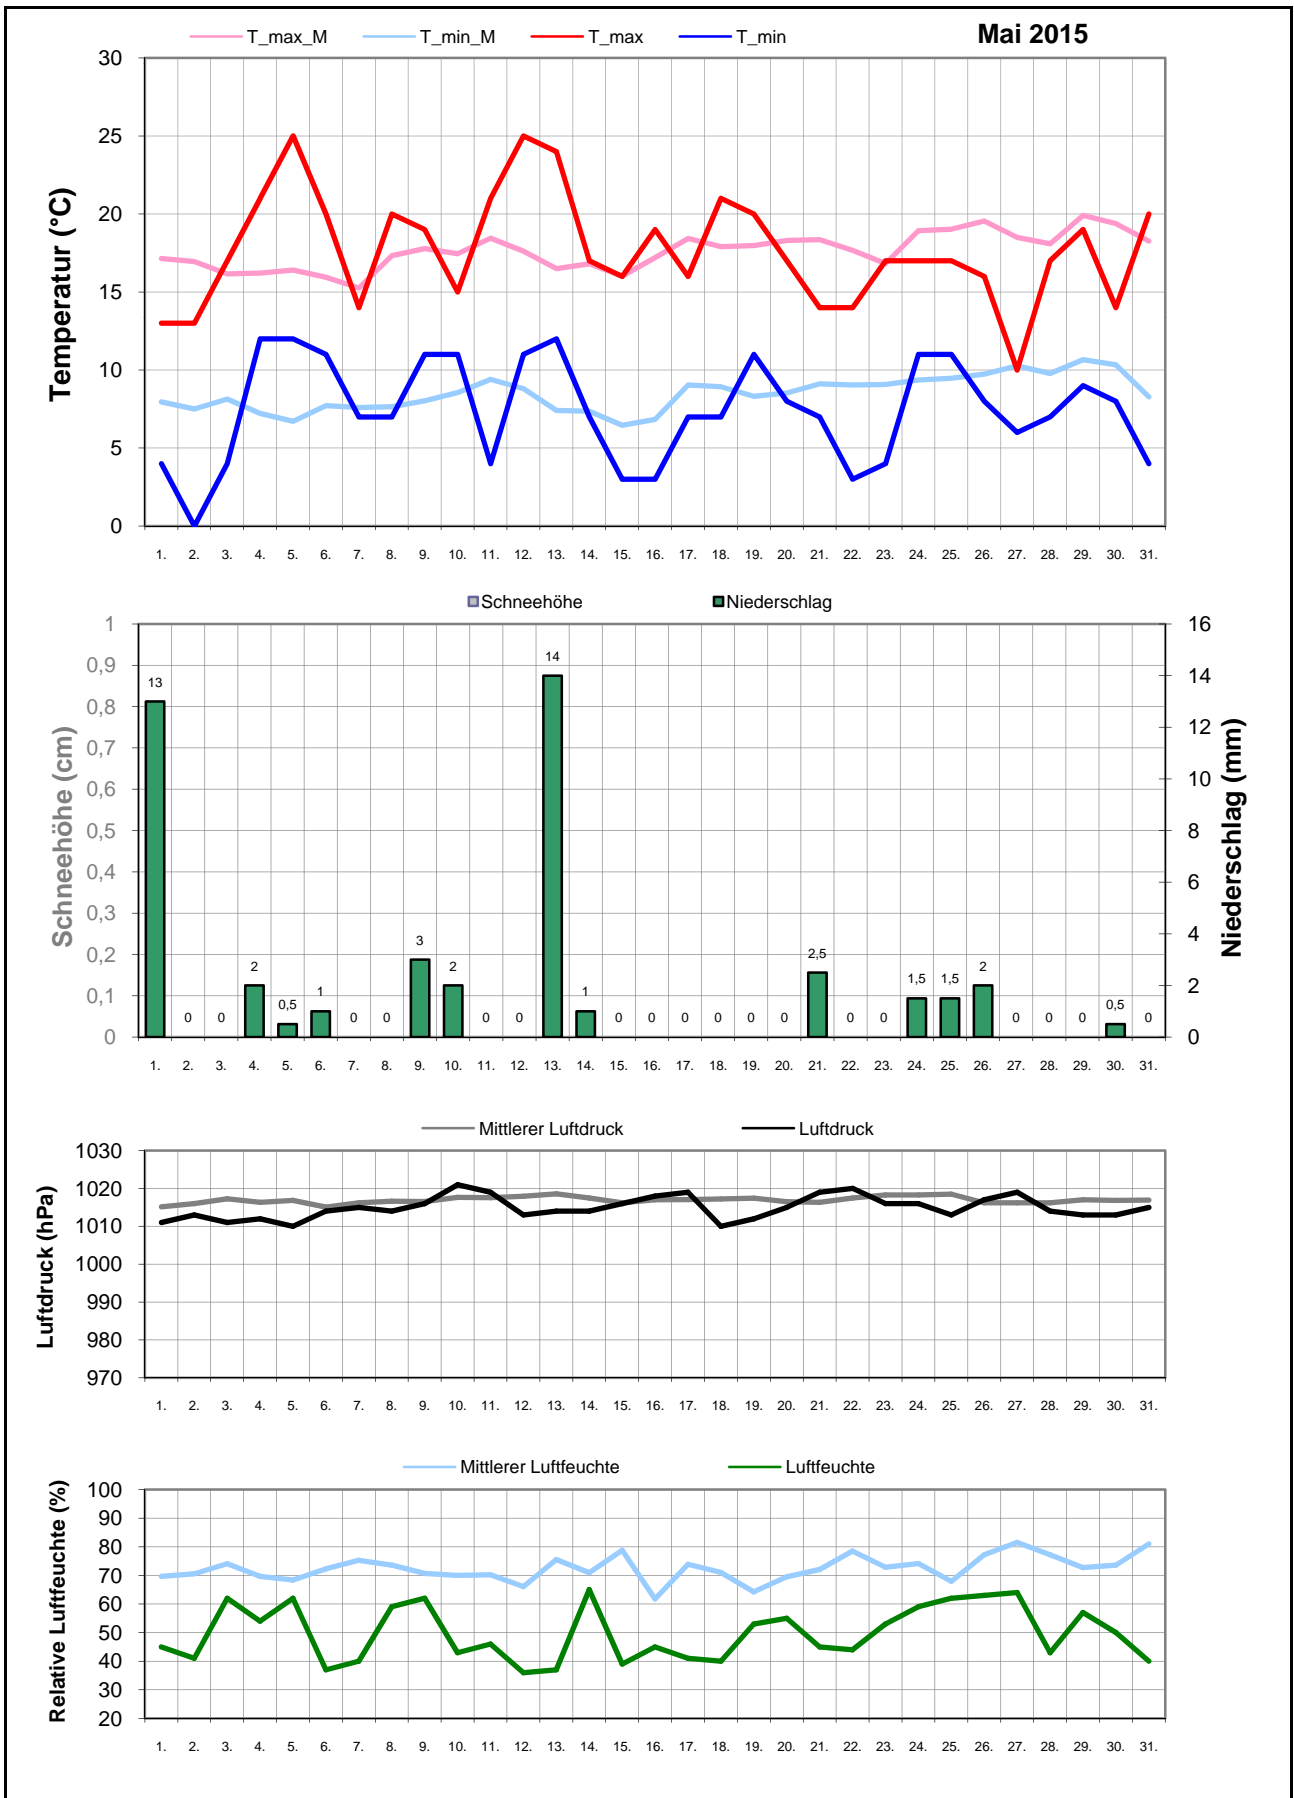 T_max_M T_min_M T_max T_min
Mai 2015
Temperatur (°C)
30
25
20
15
10
5
0
1. 2. 3. 4. 5. 6. 7. 8. 9. 10. 11. 12. 13. 14. 15. 16. 17. 18. 19. 20. 21. 22. 23. 24. 25. 26. 27. 28. 29. 30. 31.
Schneehöhe Niederschlag
Schneehöhe (cm)
1
0,9
0,8
0,7
0,6
0,5
0,4
0,3
0,2
0,1
0
13 0 0 2 0,5 1 0 0 3 2 0 0 14 1 0 0 0 0 0 0 2,5 0 0 1,5 1,5 2 0 0 0 0,5 0
16
14
12
10
8
6
4
2
0
Niederschlag (mm)
1. 2. 3. 4. 5. 6. 7. 8. 9. 10. 11. 12. 13. 14. 15. 16. 17. 18. 19. 20. 21. 22. 23. 24. 25. 26. 27. 28. 29. 30. 31.
Mittlerer Luftdruck Luftdruck
Luftdruck (hPa)
1030
1020
1010
1000
990
980
970
1. 2. 3. 4. 5. 6. 7. 8. 9. 10. 11. 12. 13. 14. 15. 16. 17. 18. 19. 20. 21. 22. 23. 24. 25. 26. 27. 28. 29. 30. 31.
Mittlerer Luftfeuchte Luftfeuchte
Relative Luftfeuchte (%)
100
90
80
70
60
50
40
30
20
1. 2. 3. 4. 5. 6. 7. 8. 9. 10. 11. 12. 13. 14. 15. 16. 17. 18. 19. 20. 21. 22. 23. 24. 25. 26. 27. 28. 29. 30. 31.